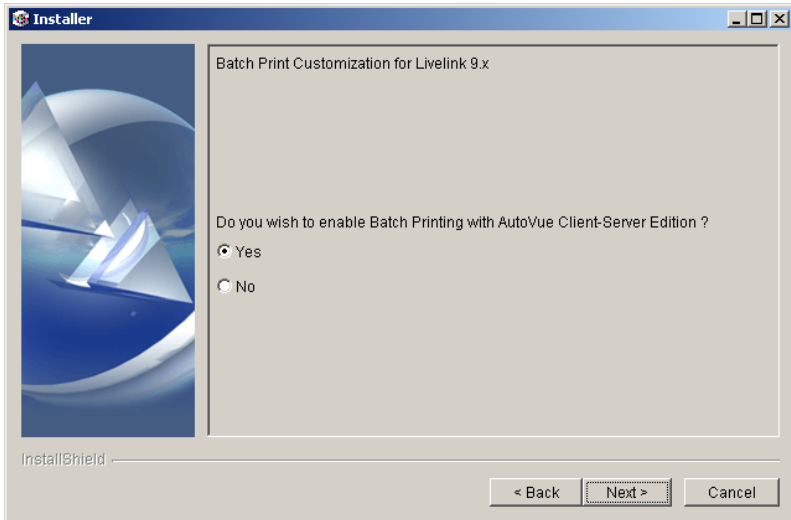 Installer
Batch Print Customization for Livelink 9.x
Do you wish to enable Batch Printing with AutoVue Client-Server Edition ?
Yes
No
InstallShield
< Back
Next >
Cancel